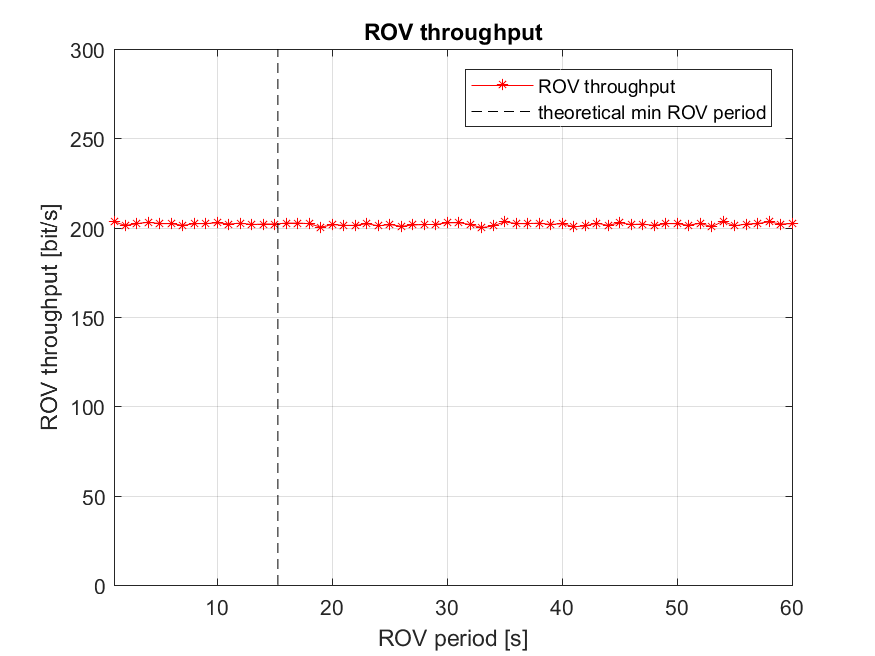 ROV throughput
300
250
200
150
100
50
0
ROV throughput [bit/s]
ROV throughput
theoretical min ROV period
10
20
30
40
50
60
ROV period [s]